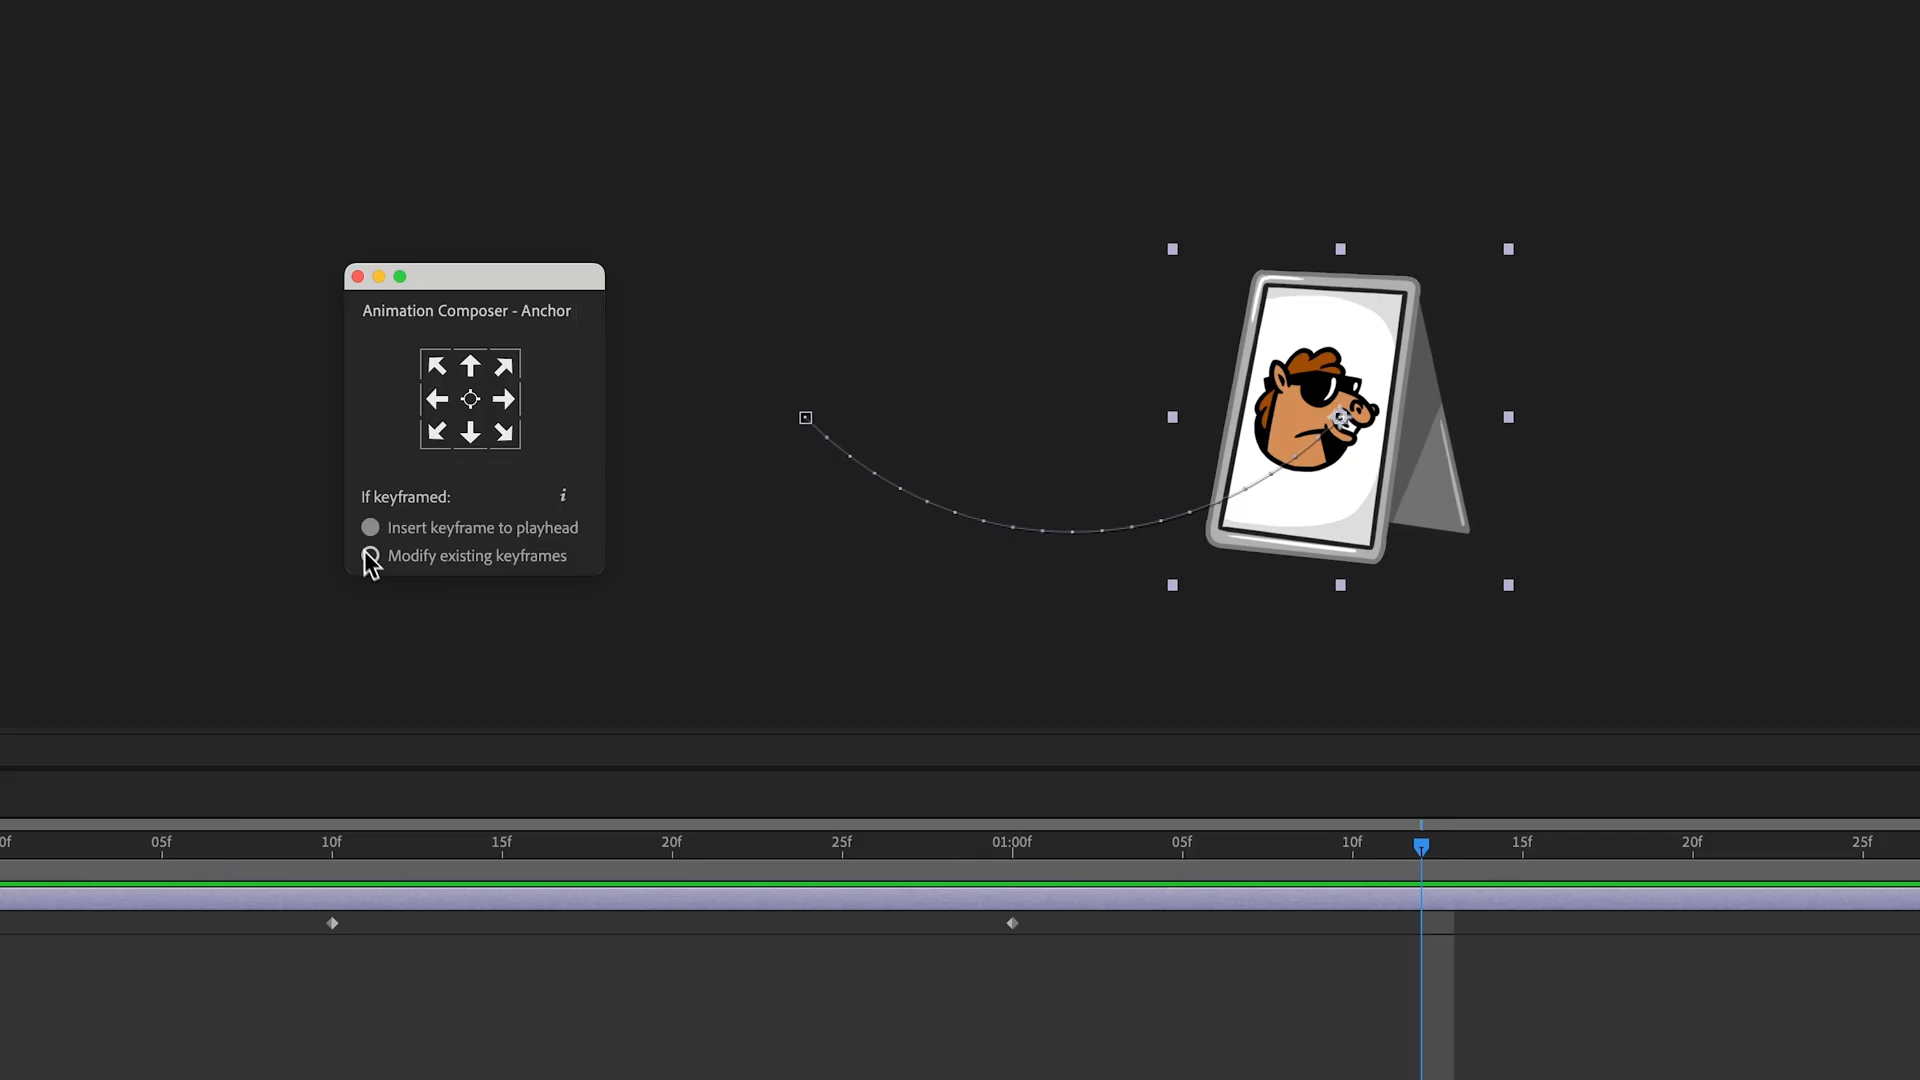 Animation Composer - Anchor
If keyframed:
i
Insert keyframe to playhead
Modify existing keyframes
0f 05f 10f 15f 20f 25f 01:00f 05f 10f 15f 20f 25f